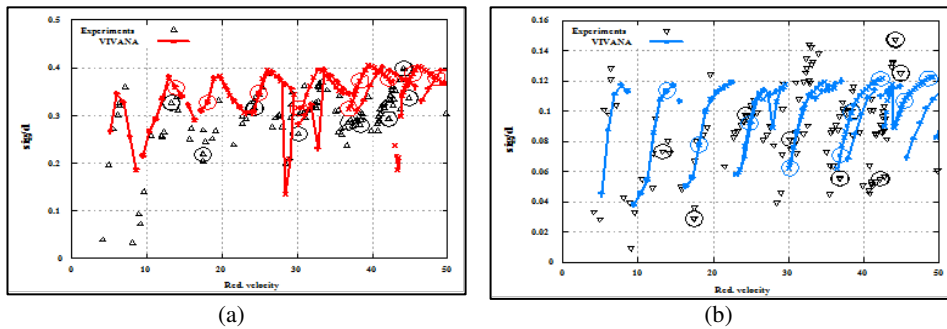 (a)
0.5
0.4
0.3
0.2
0.1
0
sig/d
Experiments
VIVANA
0 10 20 30 40 50
Red. velocity
(a)
(b)
0.16
0.14
0.12
0.10
0.08
0.06
0.04
0.02
0
sig/d
Experiments
VIVANA
0 10 20 30 40 50
Red. velocity
(b)